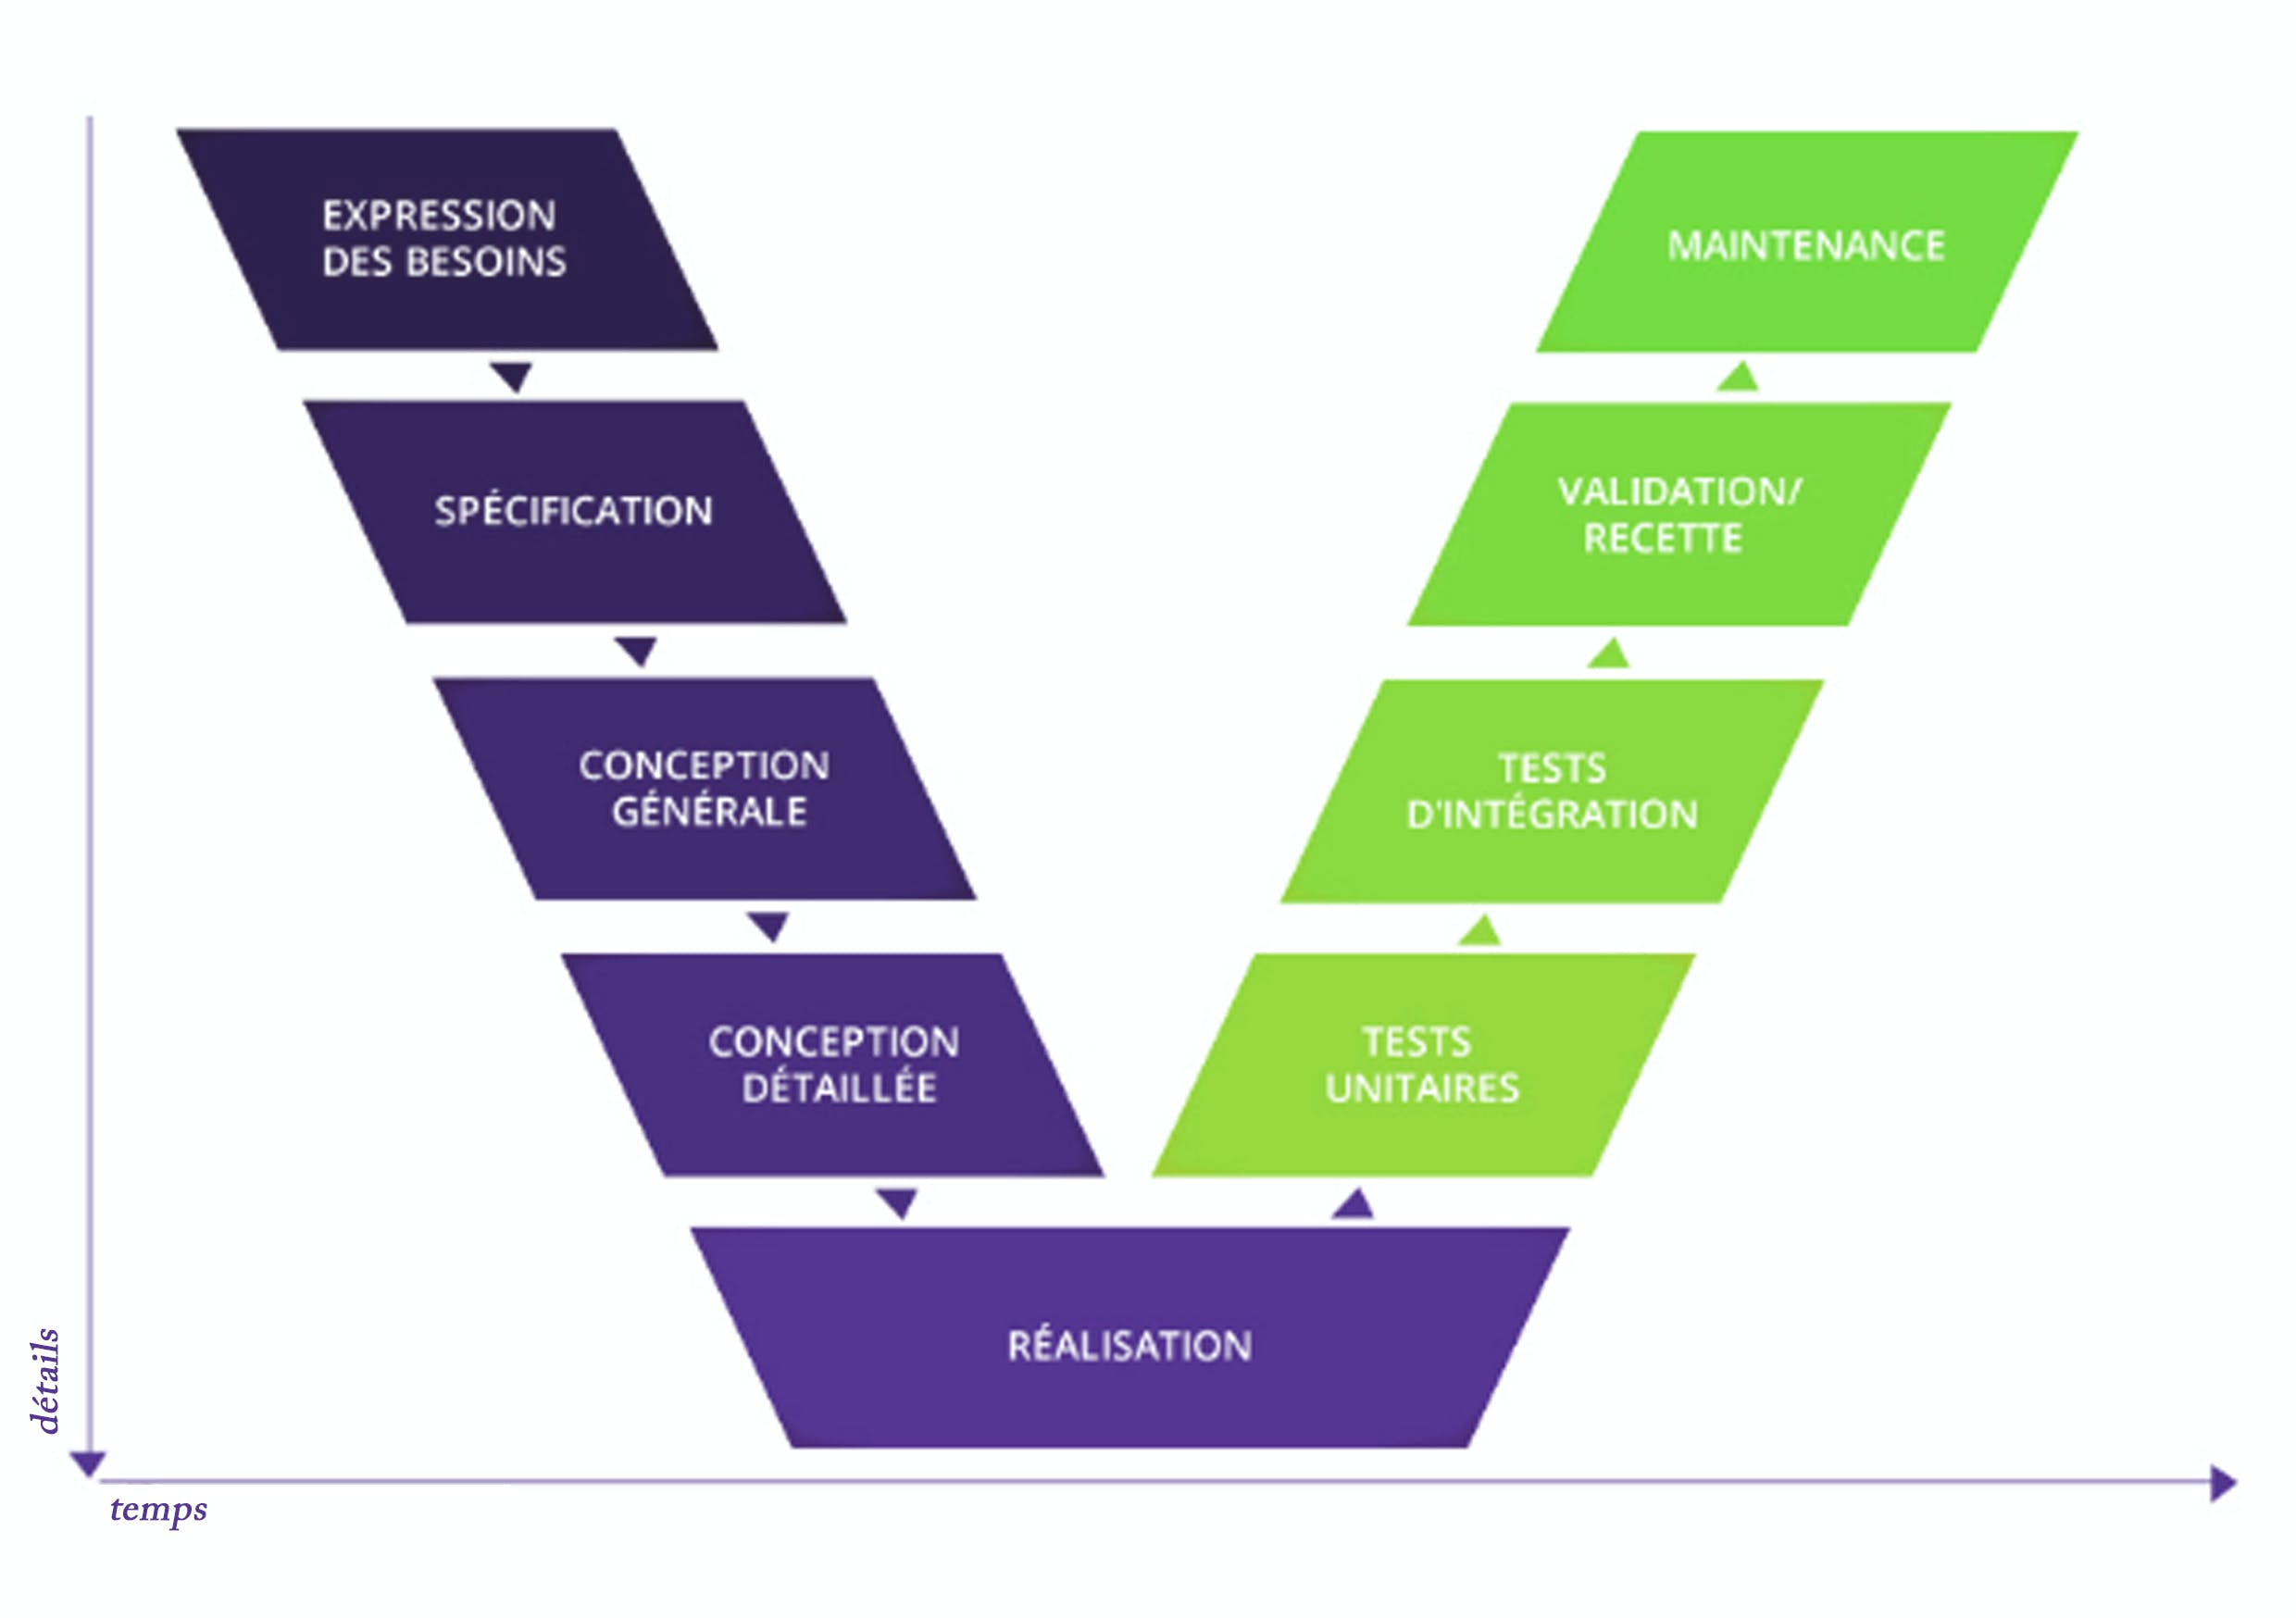 EXPRESSION
DES BESOINS
SPÉCIFICATION
CONCEPTION
GÉNÉRALE
CONCEPTION
DÉTAILLÉE
RÉALISATION
TESTS
UNITAIRES
TESTS
D'INTÉGRATION
VALIDATION/
RECETTE
MAINTENANCE
détails
temps